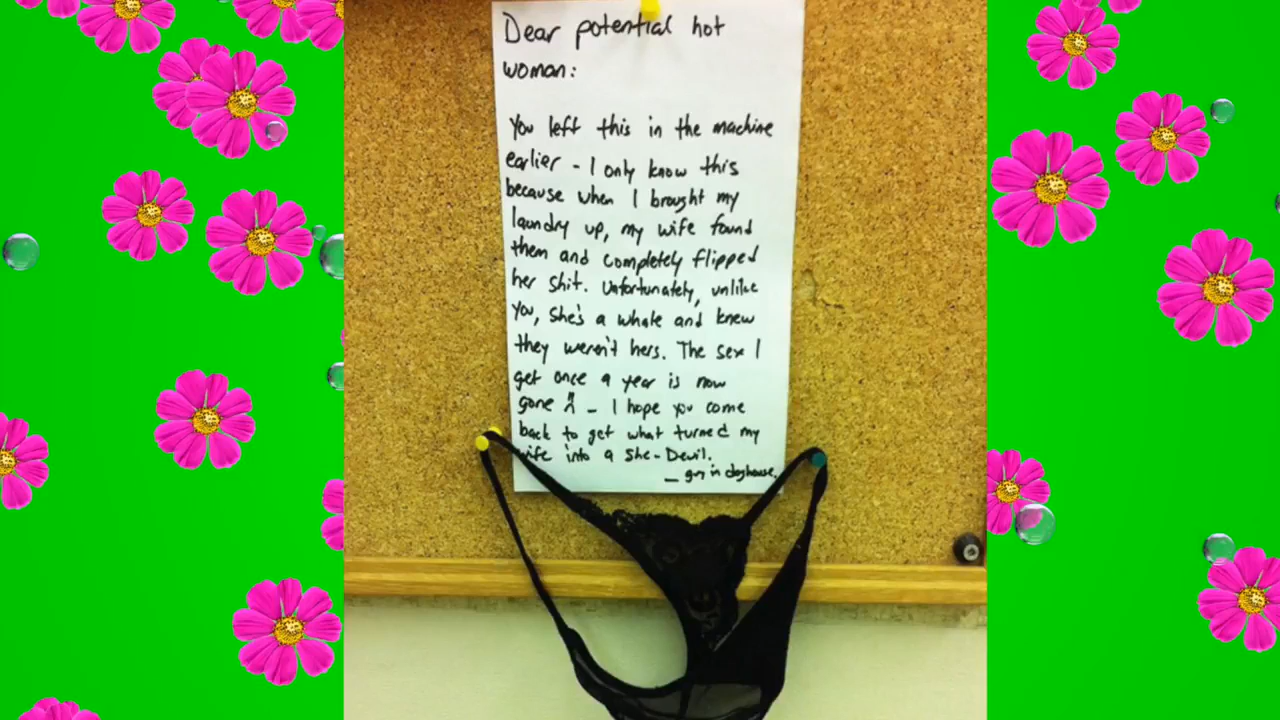 Dear potential hot
woman:
You left this in the machine
earlier - I only know this
because when I brought my
laundry up, my wife found
them and completely flipped
her shit. Unfortunately, unlike
you, she's a whale and knew
they weren't hers. The sex I
get once a year is now
gone - I hope you come
back to get what turned my
wife into a she-Devil.
— guy in doghouse.